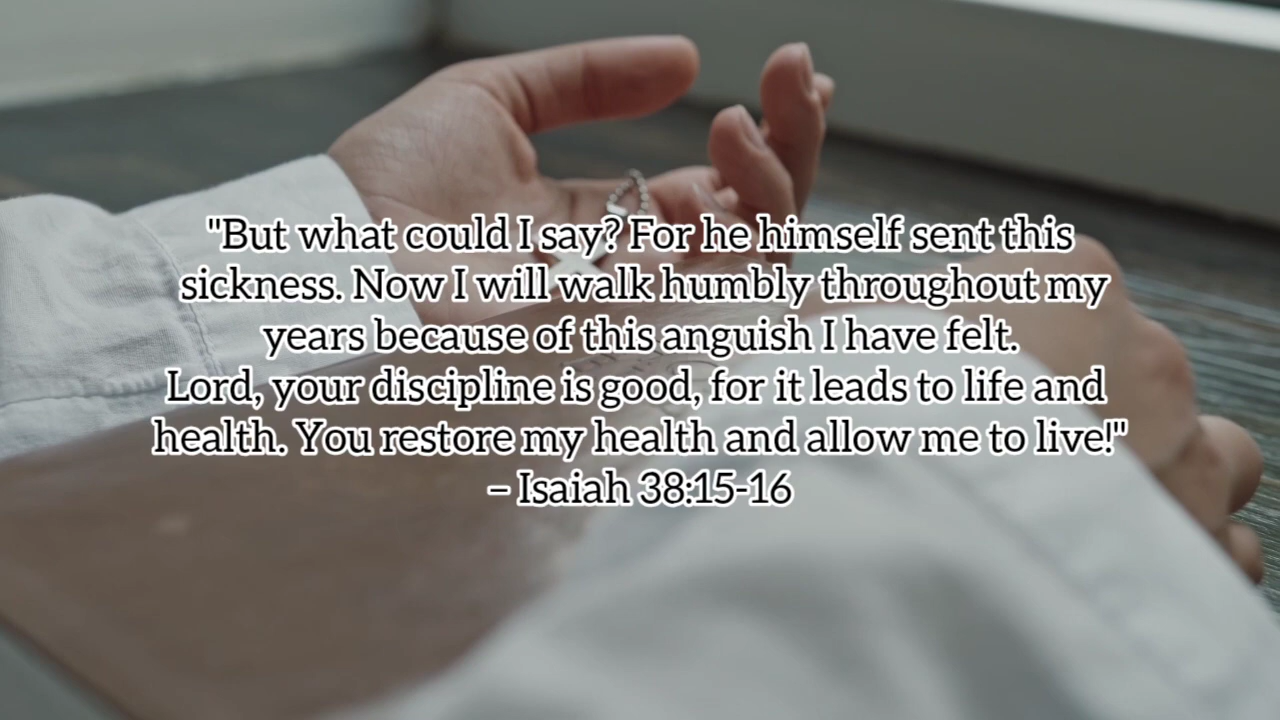 "But what could I say? For he himself sent this
sickness. Now I will walk humbly throughout my
years because of this anguish I have felt.
Lord, your discipline is good, for it leads to life and
health. You restore my health and allow me to live!"
– Isaiah 38:15-16